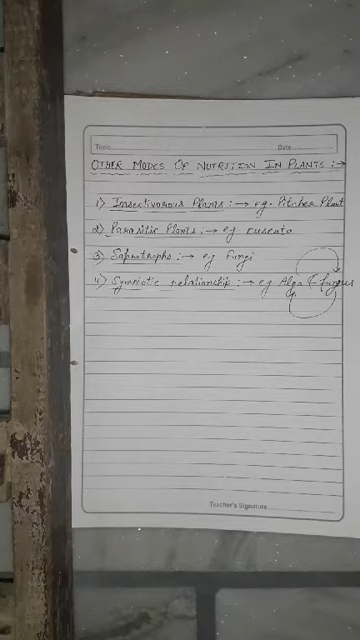 Topic
Date
OTHER MODES OF NUTRITION IN PLANTS :→
1) Insectivorous Plants :→ eg. Pitcher Plant
2) Parasitic Plants :→ eg cuscuta
3) Saprotrophs :→ eg Fungi
4) Symbiotic relationship :→ eg Alga & fungus
Teacher's Signature